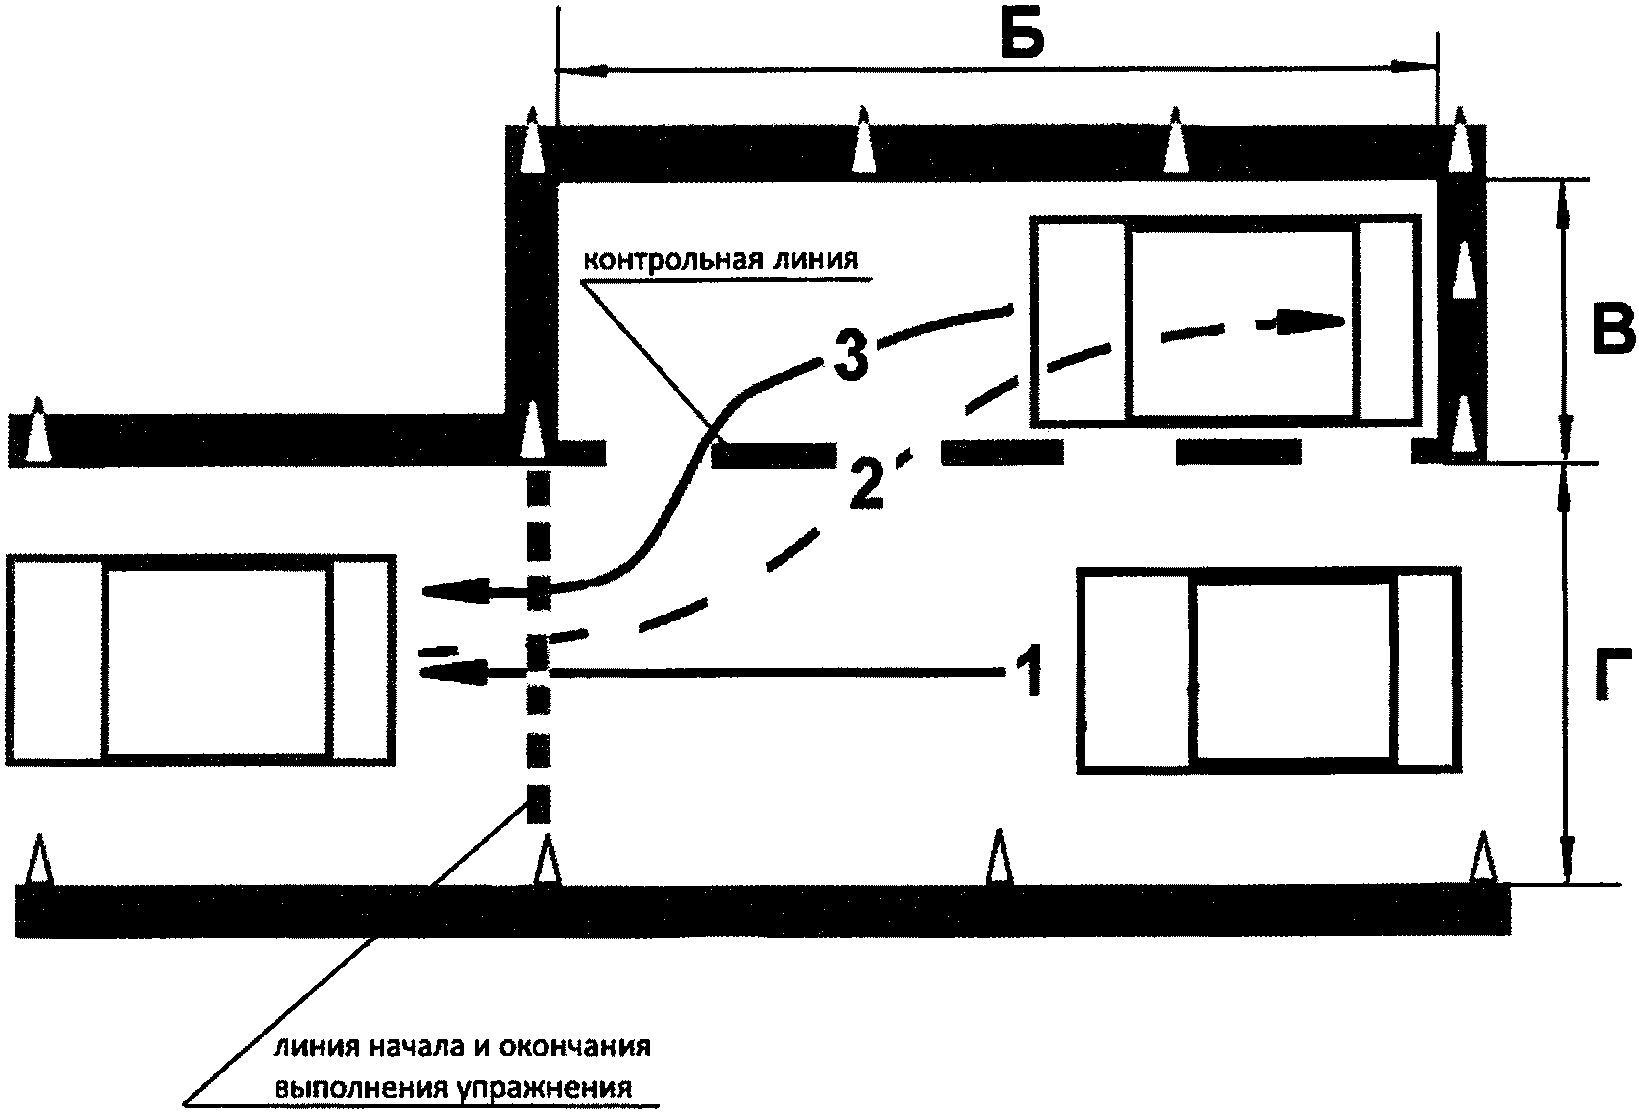 Б
контрольная линия
В
3
2
1
Г
линия начала и окончания
выполнения упражнения